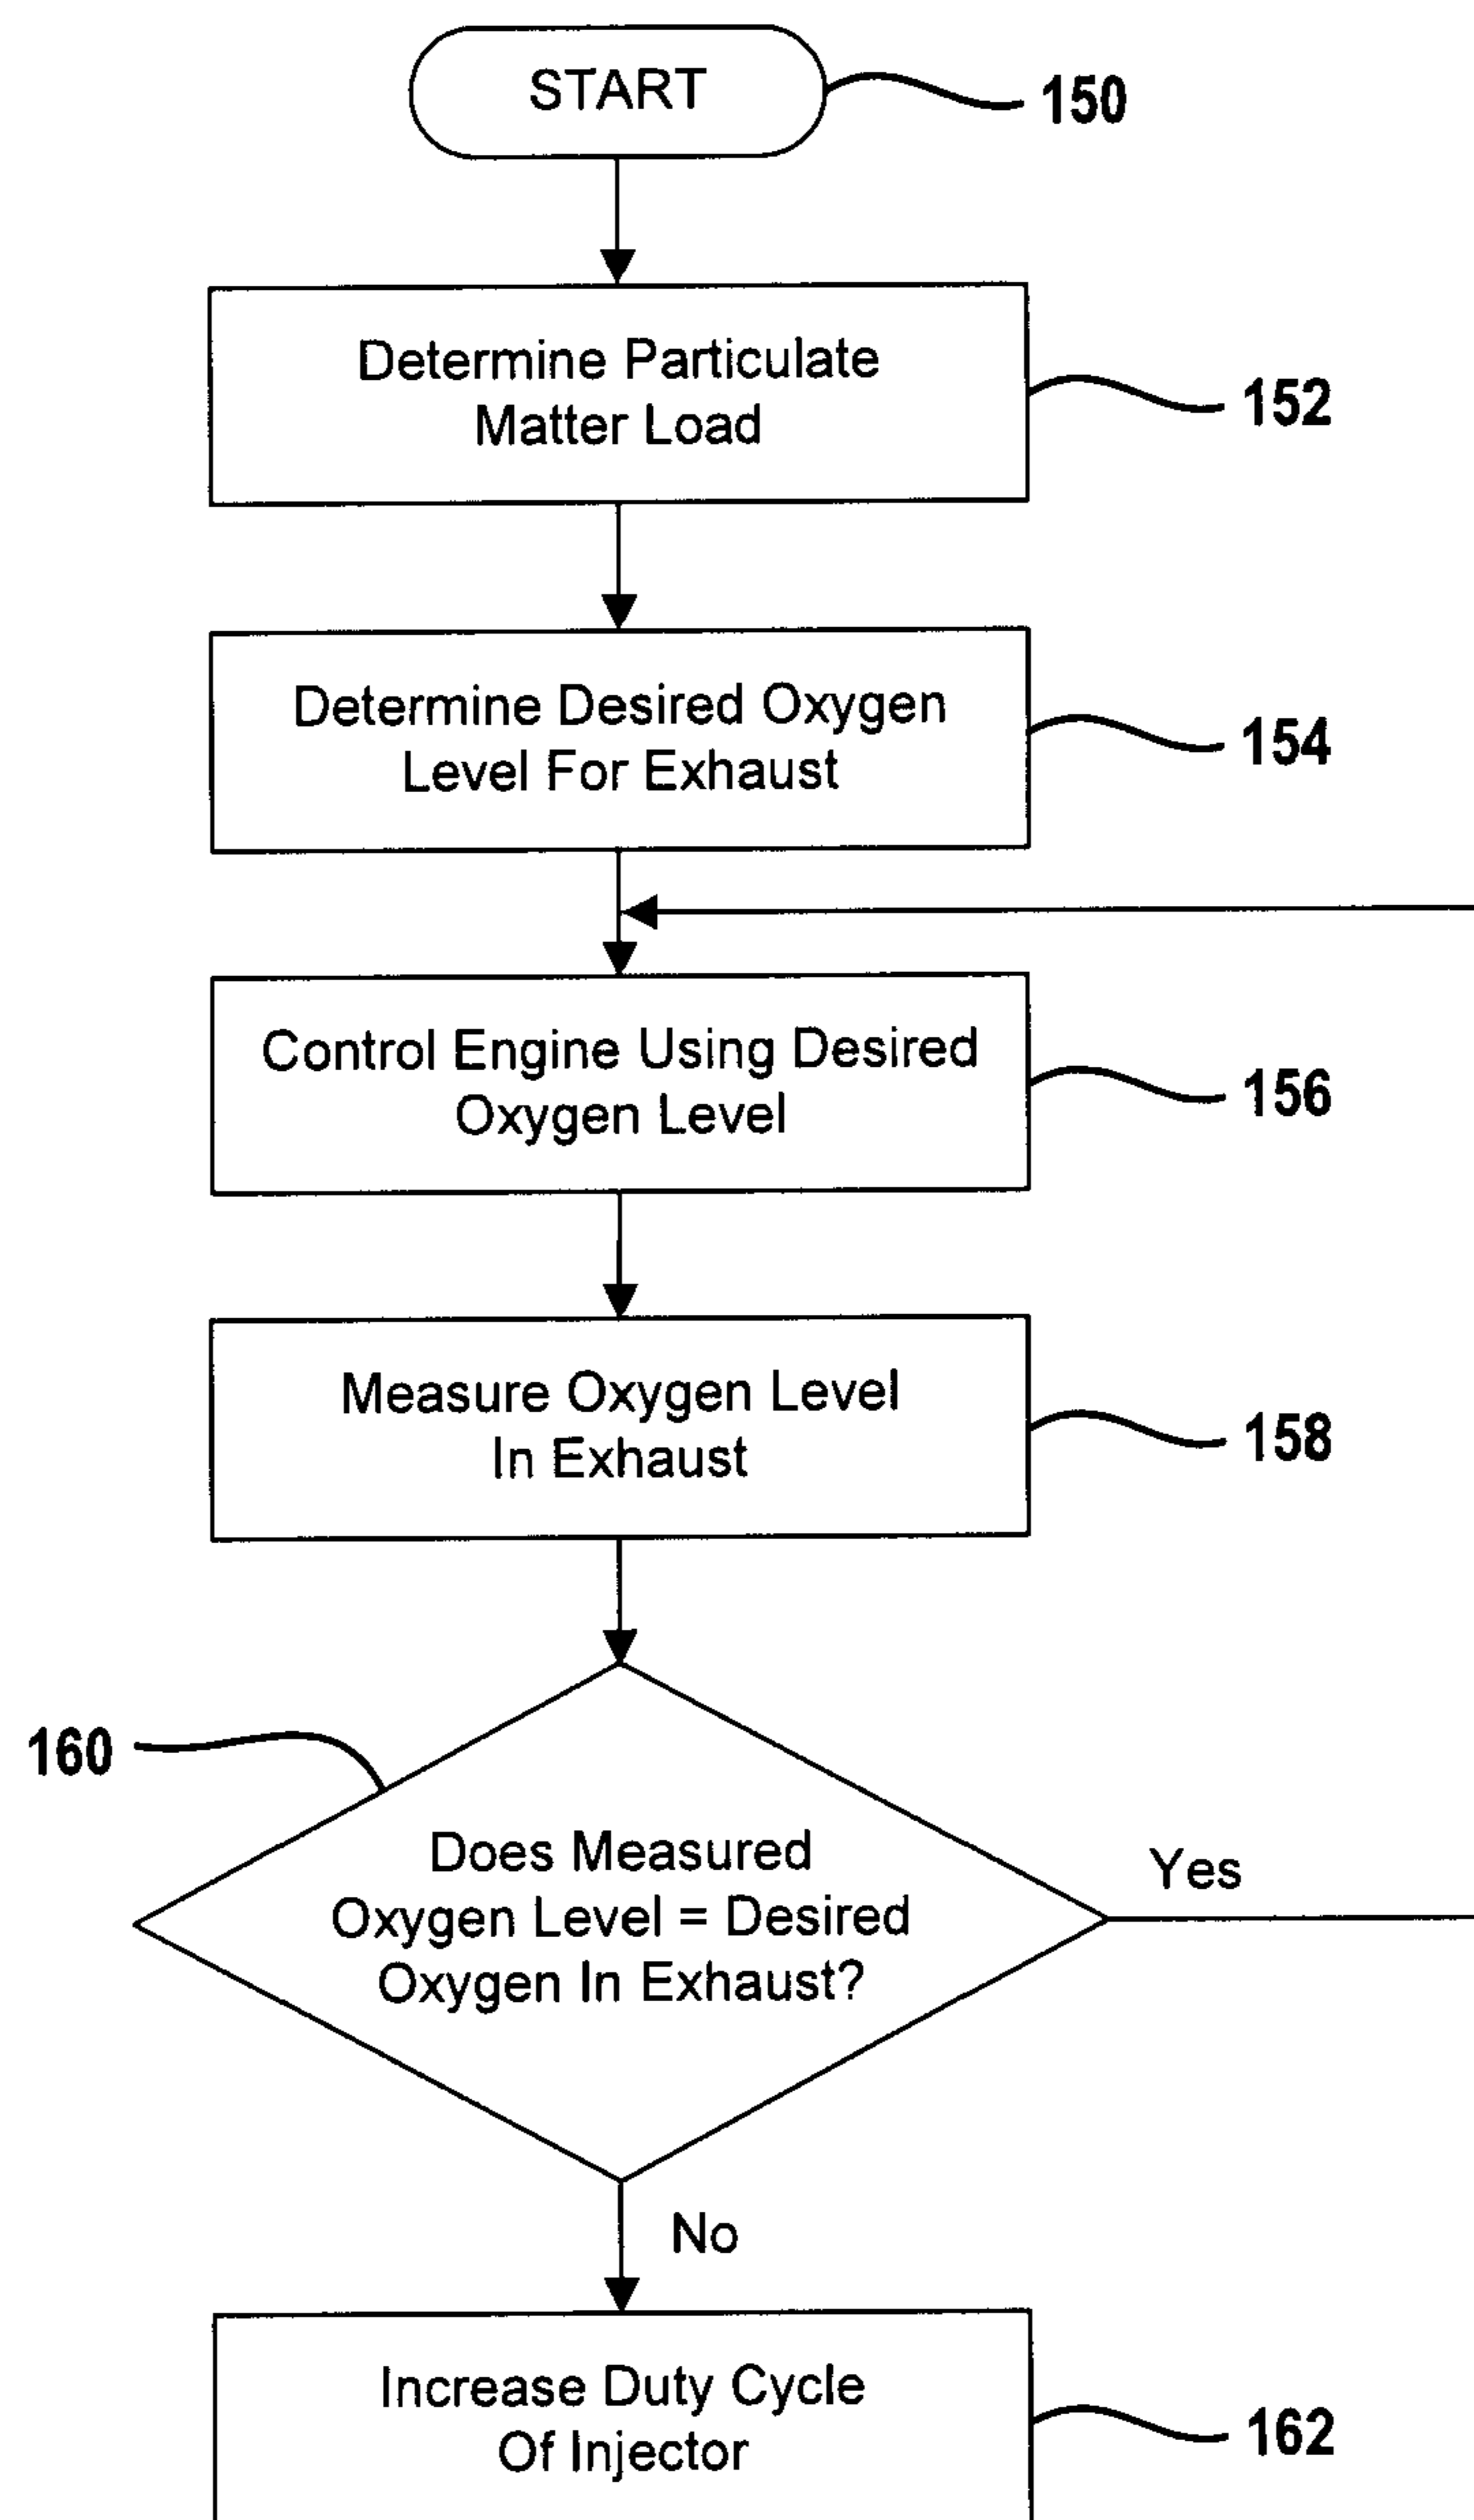 START
150
Determine Particulate
Matter Load
152
Determine Desired Oxygen
Level For Exhaust
154
Control Engine Using Desired
Oxygen Level
156
Measure Oxygen Level
In Exhaust
158
160
Does Measured
Oxygen Level = Desired
Oxygen In Exhaust?
Yes
No
Increase Duty Cycle
Of Injector
162